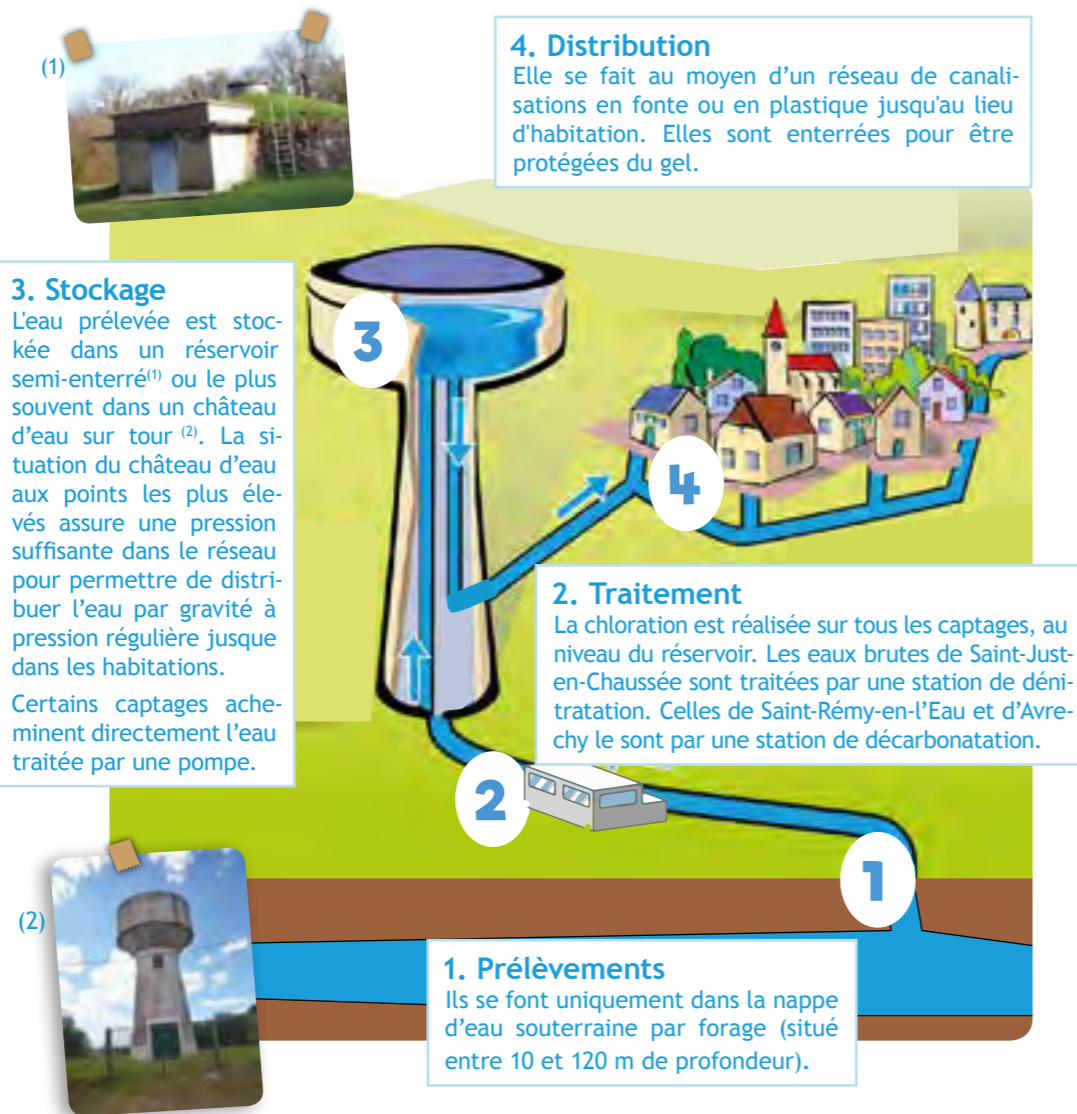 (1)
4. Distribution
Elle se fait au moyen d’un réseau de canali-
sations en fonte ou en plastique jusqu'au lieu
d'habitation. Elles sont enterrées pour être
protégées du gel.
3. Stockage
L'eau prélevée est stoc-
kée dans un réservoir
semi-enterré(1) ou le plus
souvent dans un château
d’eau sur tour (2). La si-
tuation du château d’eau
aux points les plus éle-
vés assure une pression
suffisante dans le réseau
pour permettre de distri-
buer l’eau par gravité à
pression régulière jusque
dans les habitations.
Certains captages ache-
minent directement l’eau
traitée par une pompe.
3
4
2. Traitement
La chloration est réalisée sur tous les captages, au
niveau du réservoir. Les eaux brutes de Saint-Just-
en-Chaussée sont traitées par une station de déni-
tratation. Celles de Saint-Rémy-en-l’Eau et d’Avre-
chy le sont par une station de décarbonatation.
2
1
(2)
1. Prélèvements
Ils se font uniquement dans la nappe
d’eau souterraine par forage (situé
entre 10 et 120 m de profondeur).